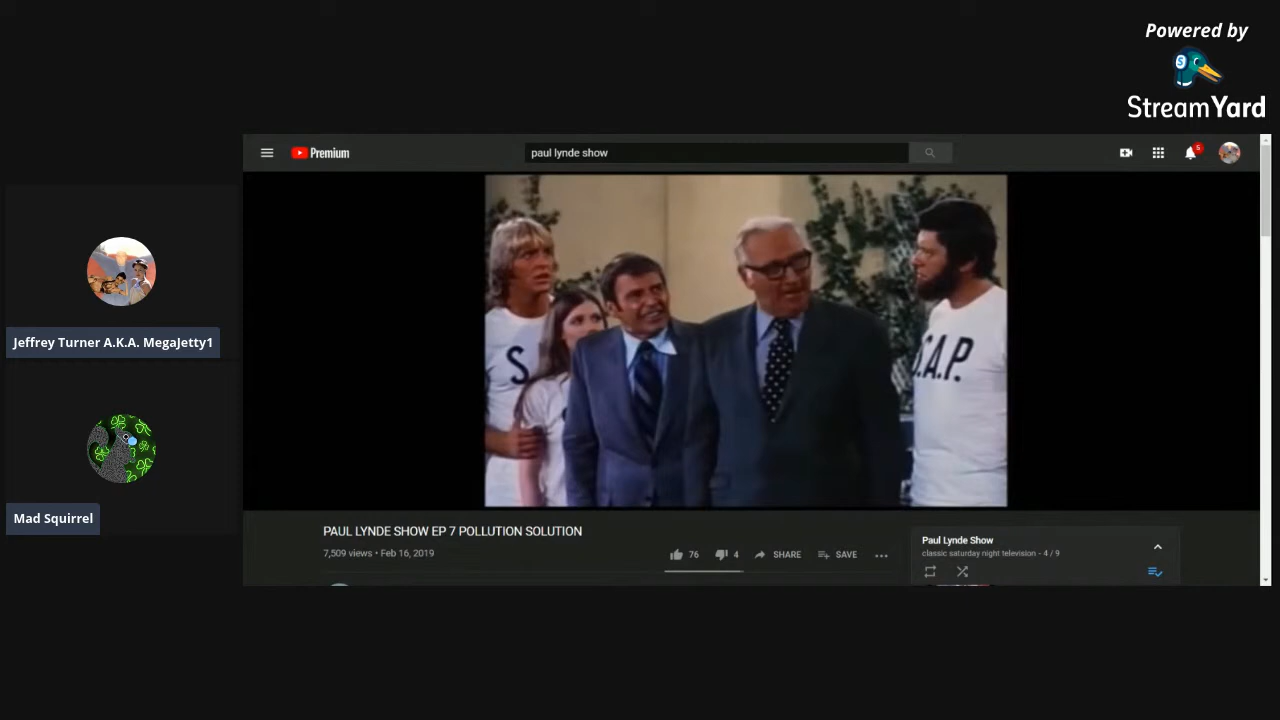 Powered by
StreamYard
Premium
paul lynde show
5
S
S.A.P.
Jeffrey Turner A.K.A. MegaJetty1
Mad Squirrel
PAUL LYNDE SHOW EP 7 POLLUTION SOLUTION
7,509 views • Feb 16, 2019
76
4
SHARE
SAVE
Paul Lynde Show
classic saturday night television - 4 / 9